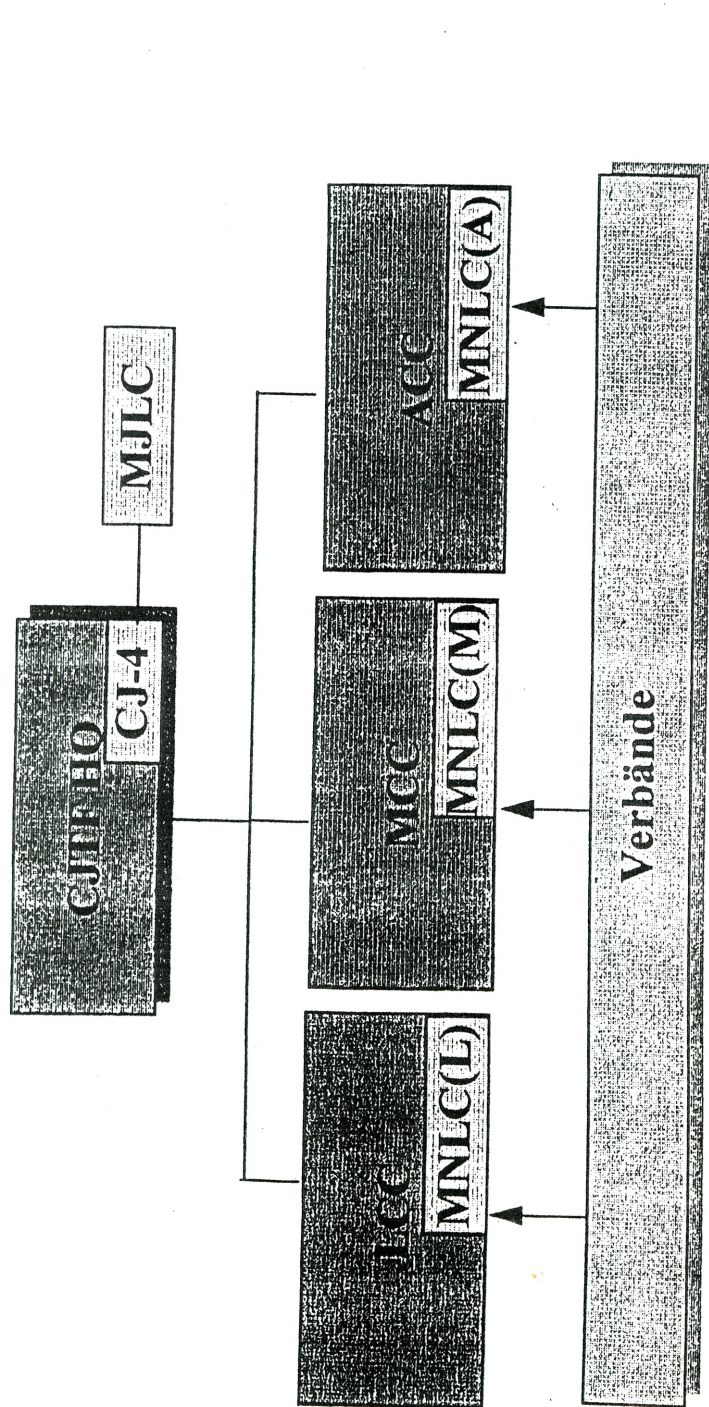 CJTF HQ
CJ-4
MJLC
LCC
MNLC(L)
MCC
MNLC(M)
ACC
MNLC(A)
Verbände